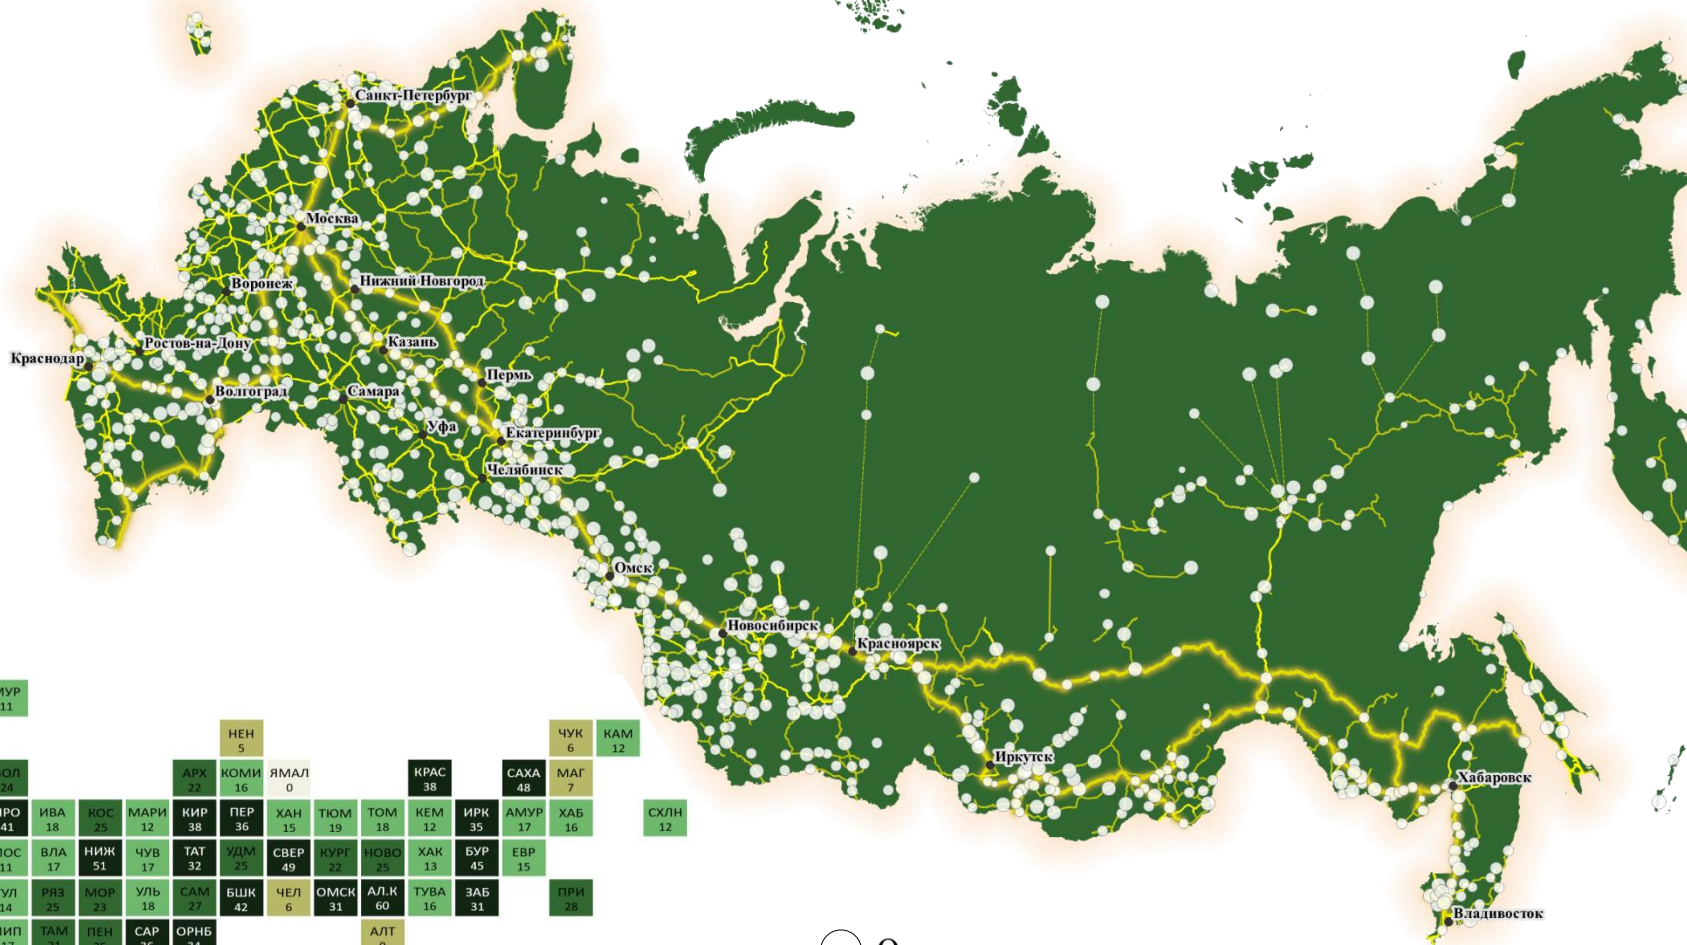 Санкт-Петербург
Москва
Воронеж
Нижний Новгород
Ростов-на-Дону
Казань
Краснодар
Волгоград
Самара
Пермь
Уфа
Екатеринбург
Челябинск
Омск
Новосибирск
Красноярск
Иркутск
Хабаровск
Владивосток
11
НЕН
5
ЧУК
6
КАМ
12
24
АРХ
22
КОМИ
16
ЯМАЛ
0
КРАС
38
САХА
48
МАГ
7
41
ИВА
18
КОС
25
МАРИ
12
КИР
38
ПЕР
36
ХАН
15
ТЮМ
19
ТОМ
18
КЕМ
12
ИРК
35
АМУР
17
ХАБ
16
СХЛН
12
11
ВЛА
17
НИЖ
51
ЧУВ
17
ТАТ
32
УДМ
25
СВЕР
49
КУРГ
22
НОВО
25
ХАК
13
БУР
45
ЕВР
15
14
РЯЗ
25
МОР
23
УЛЬ
18
САМ
27
БШК
42
ЧЕЛ
6
ОМСК
31
АЛ.К
60
ТУВА
16
ЗАБ
31
ПРИ
28
ТАМ
ПЕН
САР
ОРНБ
АЛТ